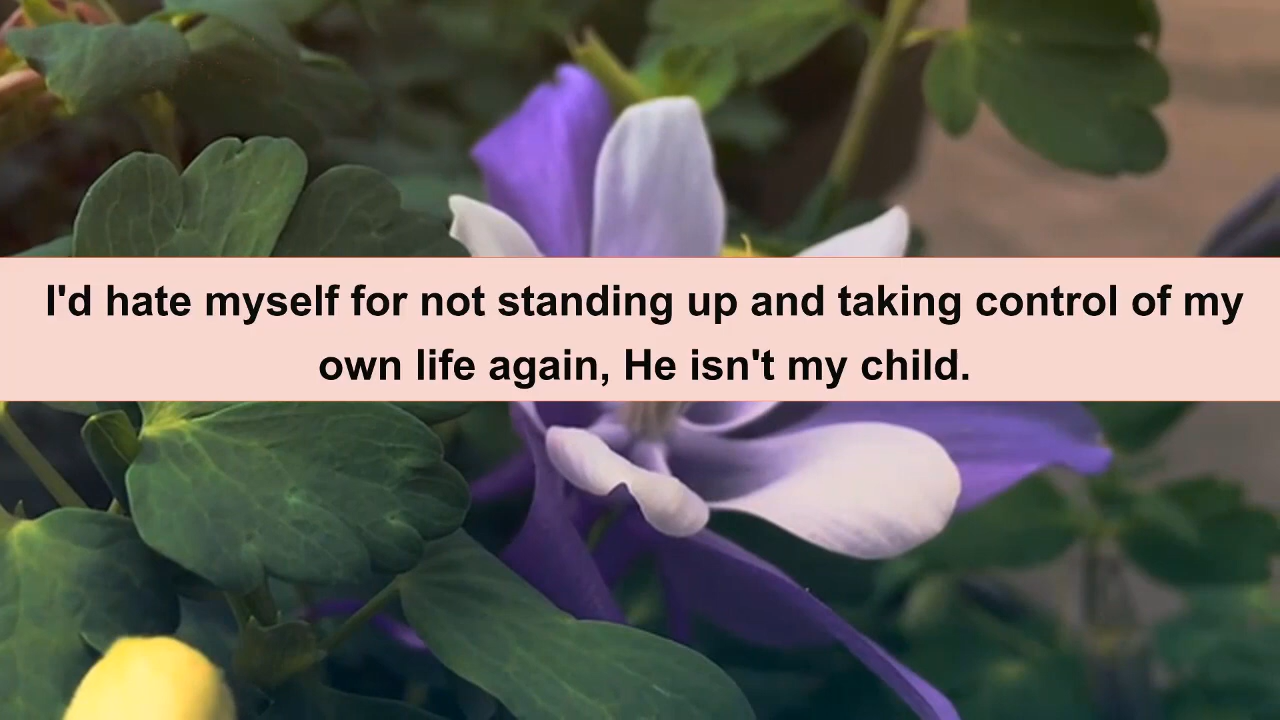 I'd hate myself for not standing up and taking control of my
own life again, He isn't my child.